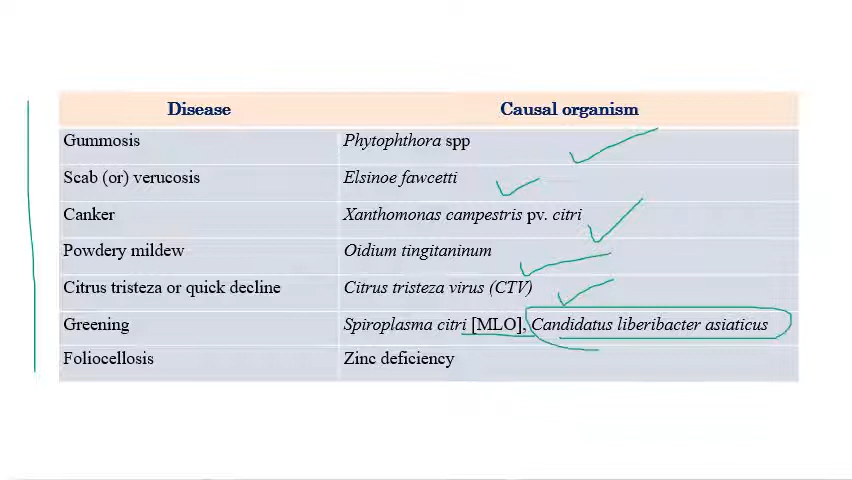 Disease Causal organism
Gummosis Phytophthora spp
Scab (or) verucosis Elsinoe fawcetti
Canker Xanthomonas campestris pv. citri
Powdery mildew Oidium tingitaninum
Citrus tristeza or quick decline Citrus tristeza virus (CTV)
Greening Spiroplasma citri [MLO], Candidatus liberibacter asiaticus
Foliocellosis Zinc deficiency